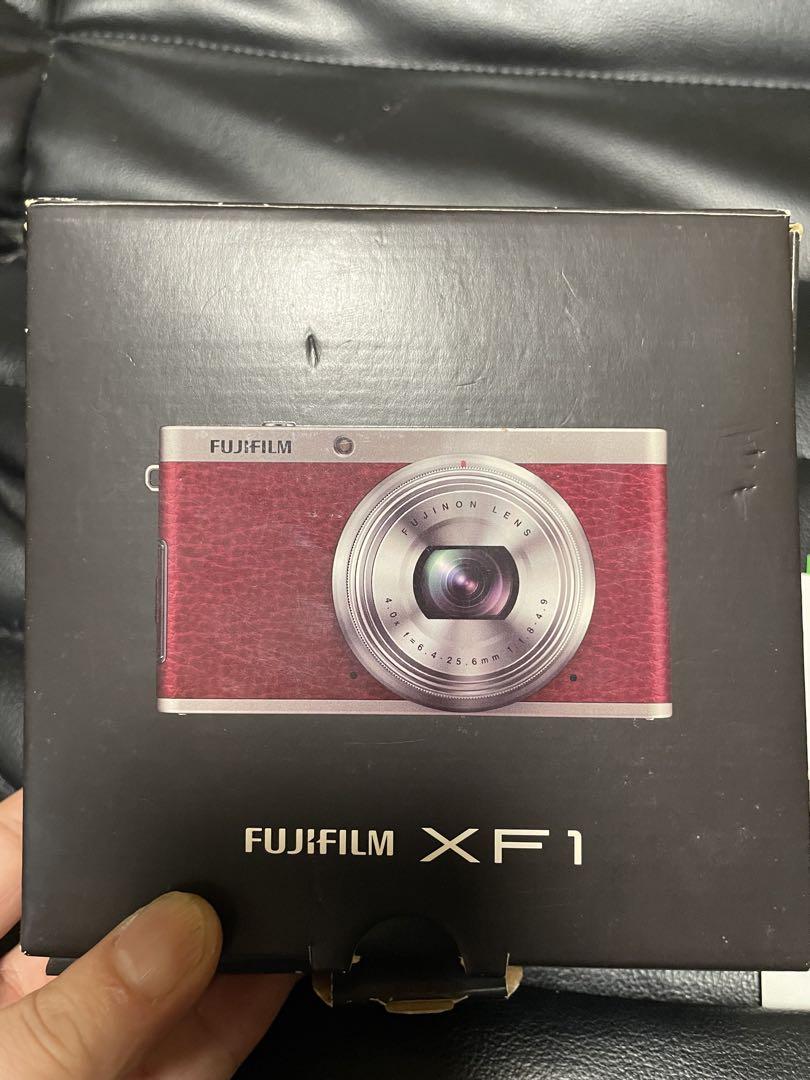 FUJIFILM
FUJINON LENS
4.0x f=6.4-25.6mm 1:1.8-4.9
FUJIFILM XF1